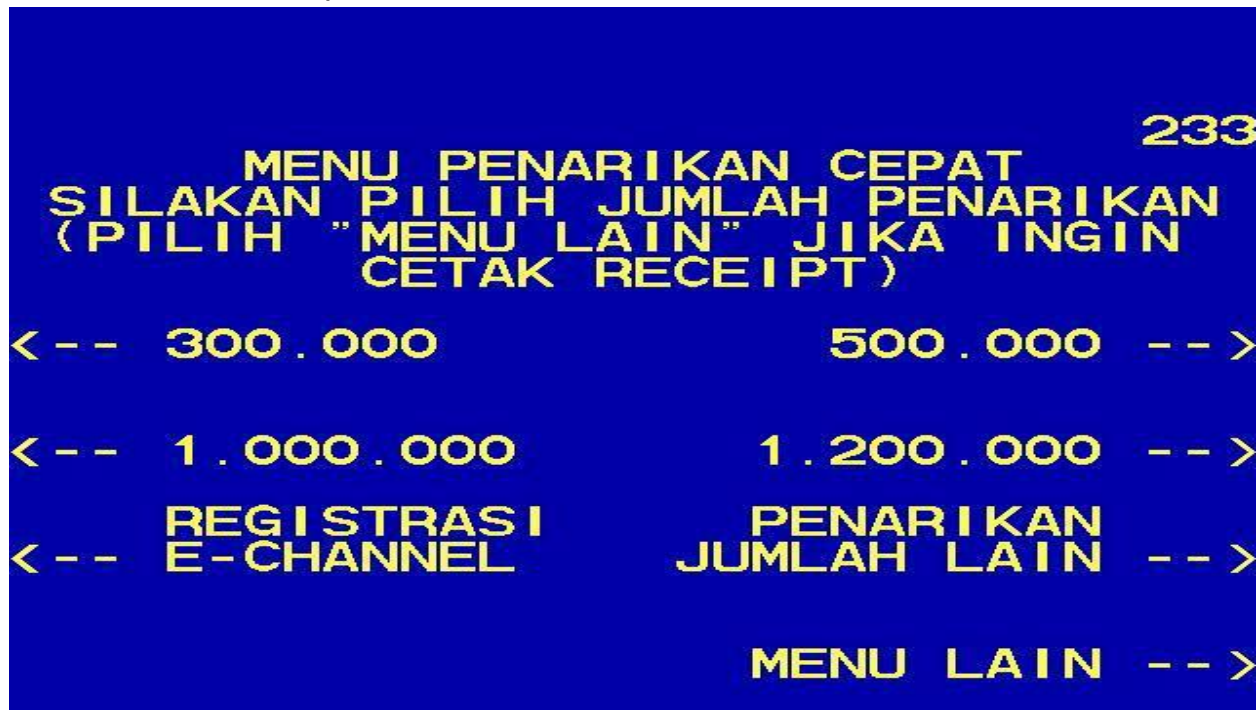 233
MENU PENARIKAN CEPAT
SILAKAN PILIH JUMLAH PENARIKAN
(PILIH "MENU LAIN" JIKA INGIN
CETAK RECEIPT)
<-- 300.000 500.000 -->
<-- 1.000.000 1.200.000 -->
REGISTRASI PENARIKAN
<-- E-CHANNEL JUMLAH LAIN -->
MENU LAIN -->